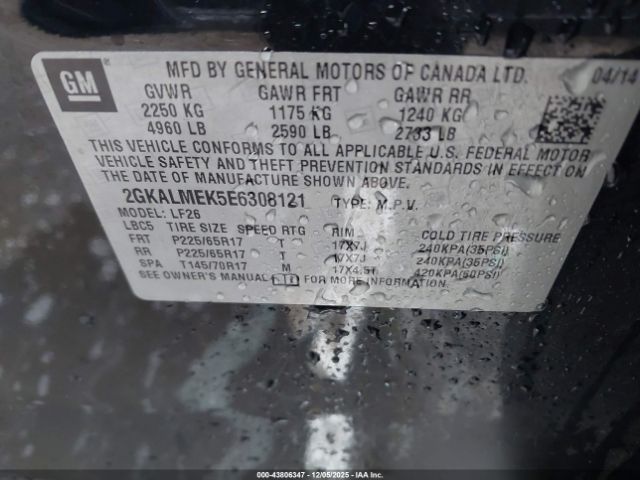 GM
MFD BY GENERAL MOTORS OF CANADA LTD. 04/14
GVWR GAWR FRT GAWR RR
2250 KG 1175 KG 1240 KG
4960 LB 2590 LB 2733 LB
THIS VEHICLE CONFORMS TO ALL APPLICABLE U.S. FEDERAL MOTOR
VEHICLE SAFETY AND THEFT PREVENTION STANDARDS IN EFFECT ON
THE DATE OF MANUFACTURE SHOWN ABOVE.
2GKALMEK5E6308121 TYPE: M.P.V.
MODEL: LF26
LBC5 TIRE SIZE SPEED RTG RIM COLD TIRE PRESSURE
FRT P225/65R17 T 17X7J 240KPA(35PSI)
RR P225/65R17 T 17X7J 240KPA(35PSI)
SPA T145/70R17 M 17X4.5T 420KPA(60PSI)
SEE OWNER'S MANUAL FOR MORE INFORMATION.
00-43806347 - 12/05/2025 - COPYRIGHT IAA